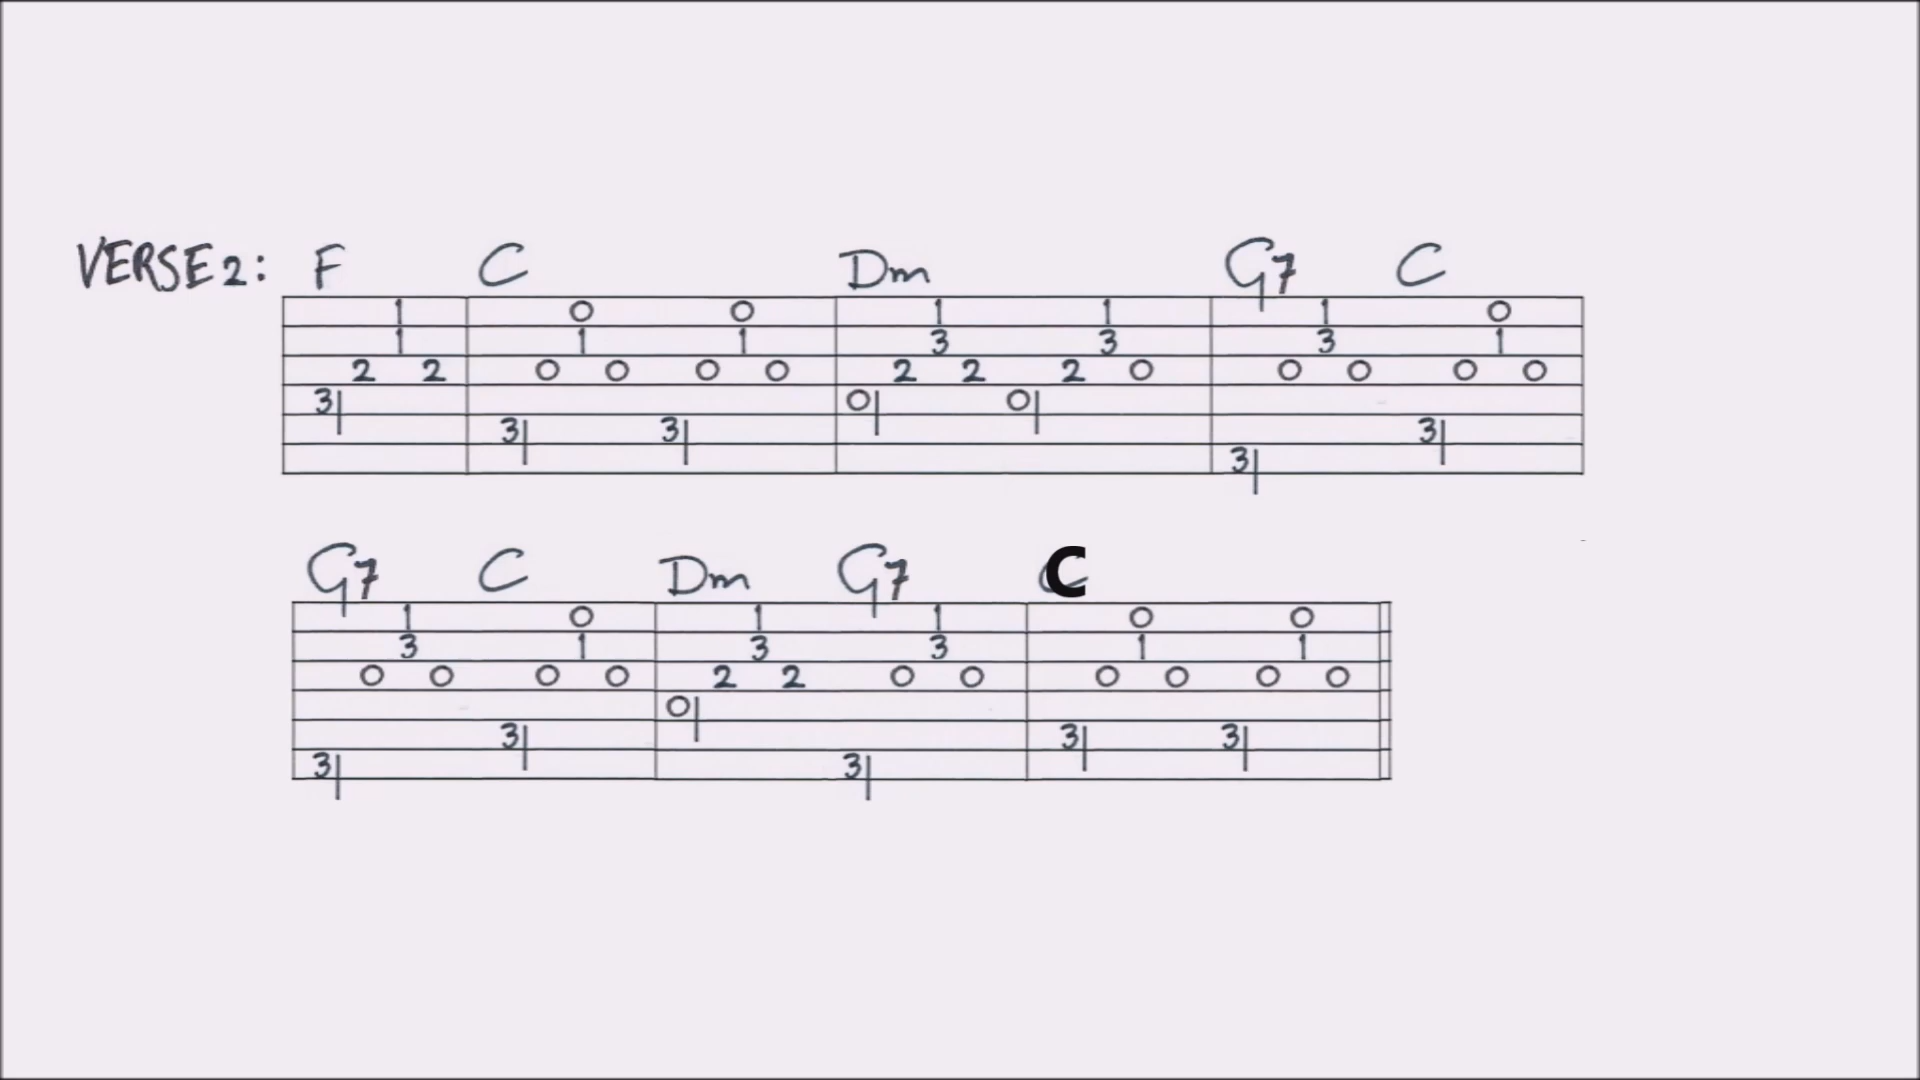 VERSE 2: F C Dm G7 C
1 0 0 1 1 1 0
1 1 1 3 3 3 1
2 2 0 0 0 0 2 2 2 0 0 0 0 0
3 0 0
3 3 3
3
G7 C Dm G7 C
1 0 1 1 0 0
3 1 3 3 1 1
0 0 0 0 2 2 0 0 0 0 0 0
0
3 3 3
3 3